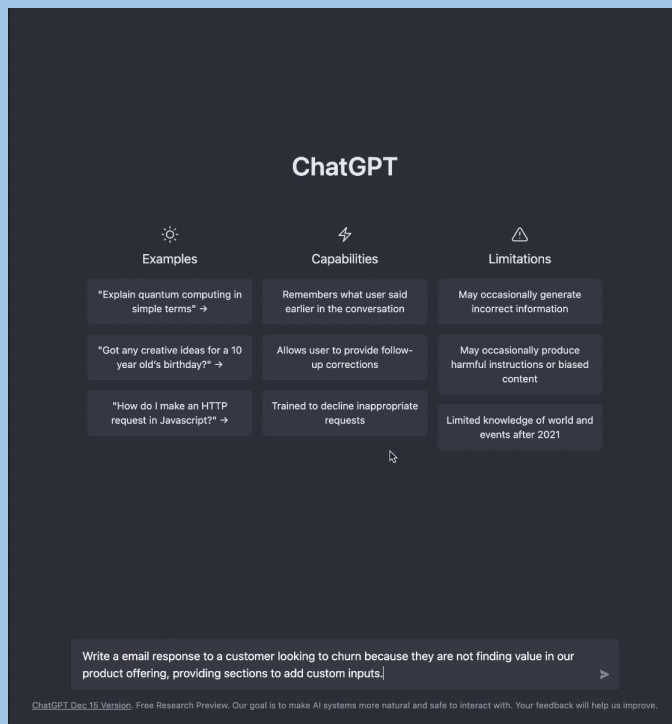 ChatGPT
Examples
"Explain quantum computing in
simple terms" →
"Got any creative ideas for a 10
year old's birthday?" →
"How do I make an HTTP
request in Javascript?" →
Capabilities
Remembers what user said
earlier in the conversation
Allows user to provide follow-
up corrections
Trained to decline inappropriate
requests
Limitations
May occasionally generate
incorrect information
May occasionally produce
harmful instructions or biased
content
Limited knowledge of world and
events after 2021
Write a email response to a customer looking to churn because they are not finding value in our
product offering, providing sections to add custom inputs.
ChatGPT Dec 15 Version. Free Research Preview. Our goal is to make AI systems more natural and safe to interact with. Your feedback will help us improve.